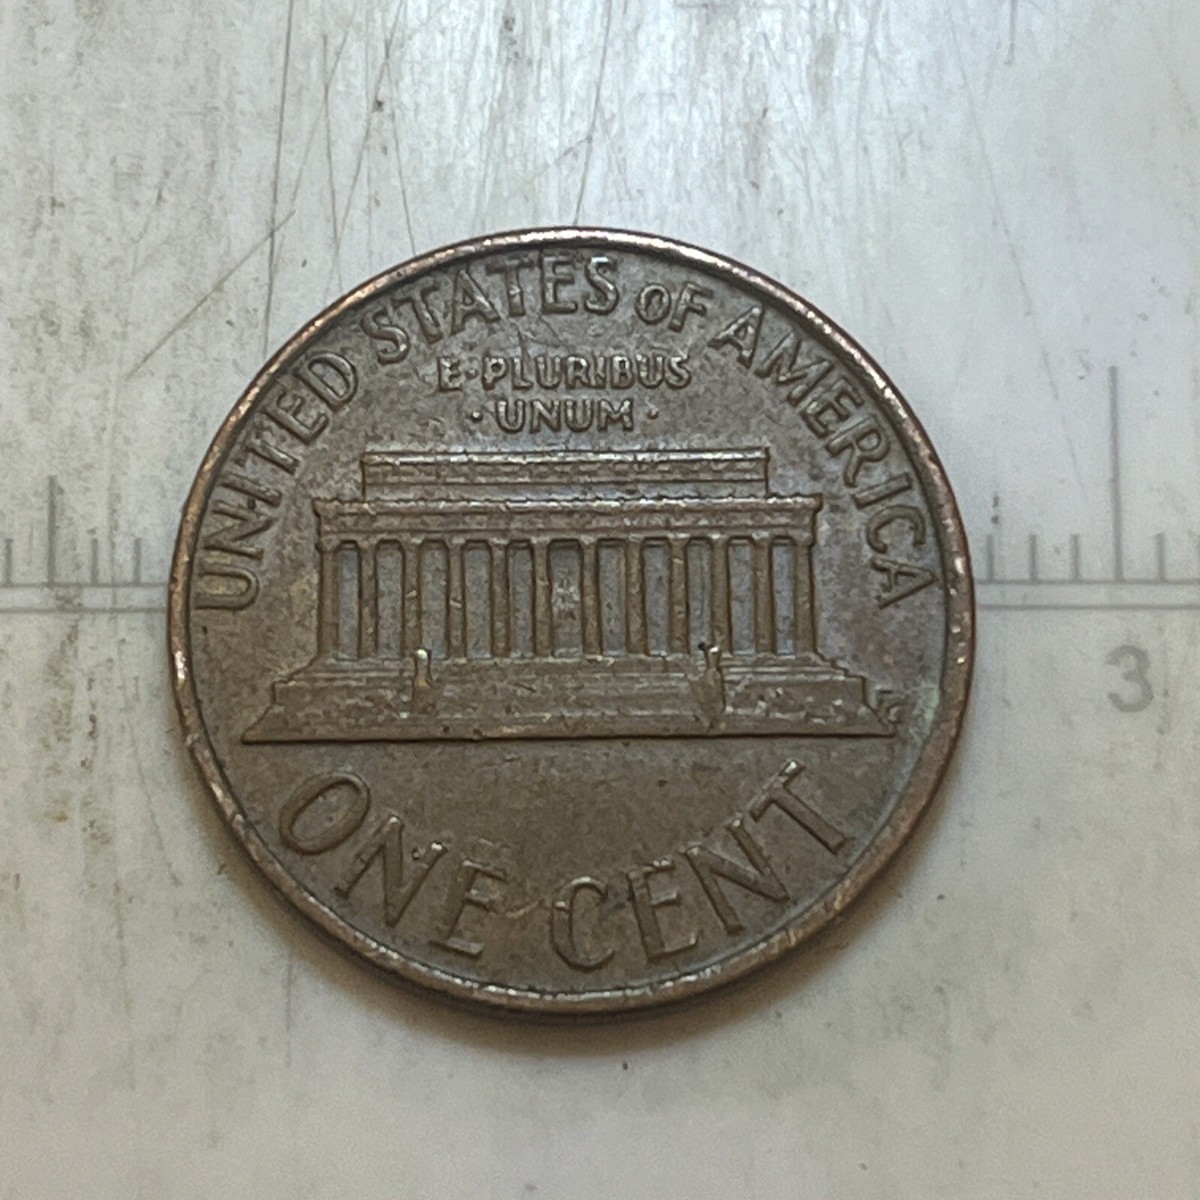 UNITED STATES OF AMERICA
E·PLURIBUS
·UNUM·
3
ONE CENT